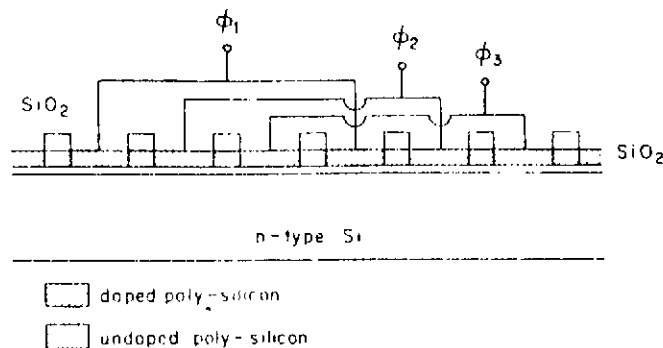 ϕ1
ϕ2
ϕ3
SiO2
SiO2
n-type Si
doped poly-silicon
undoped poly-silicon